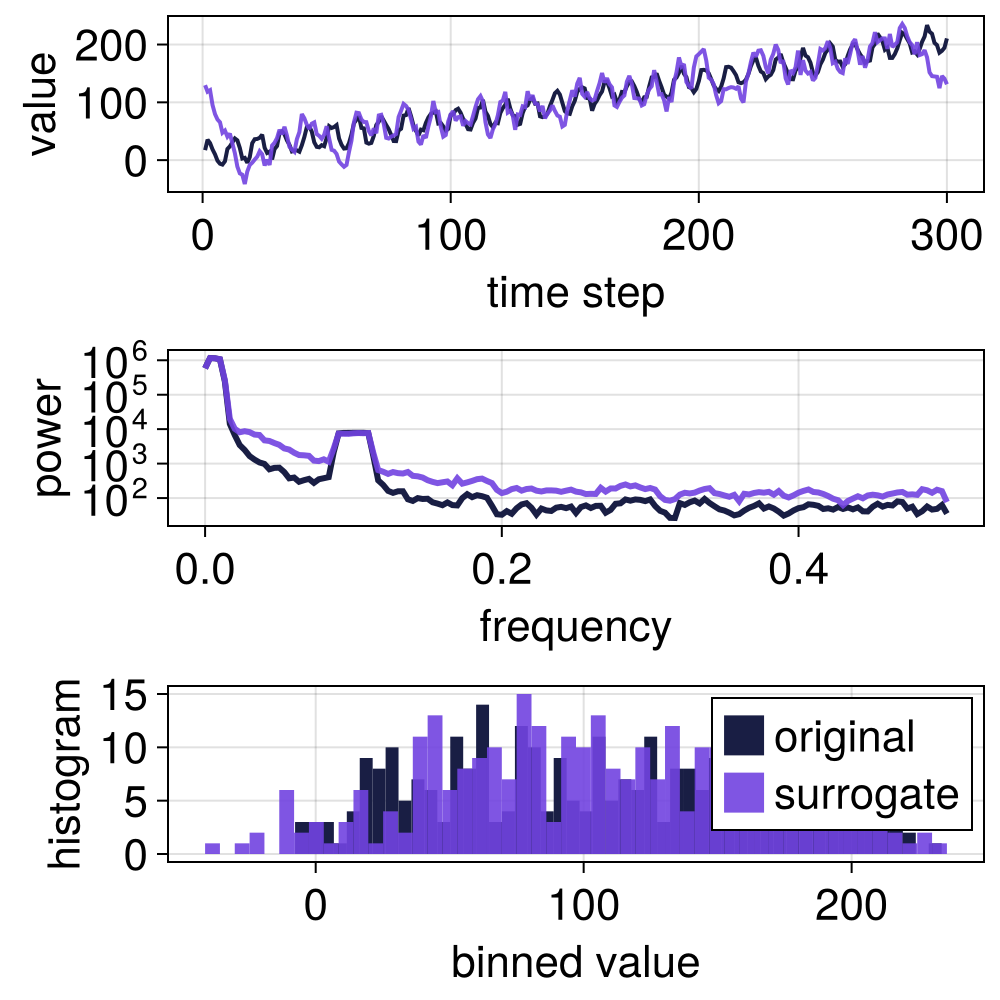 value
200
100
0
0 100 200 300
time step
power
10^6
10^5
10^4
10^3
10^2
0.0 0.2 0.4
frequency
histogram
15
10
5
0
original
surrogate
0 100 200
binned value